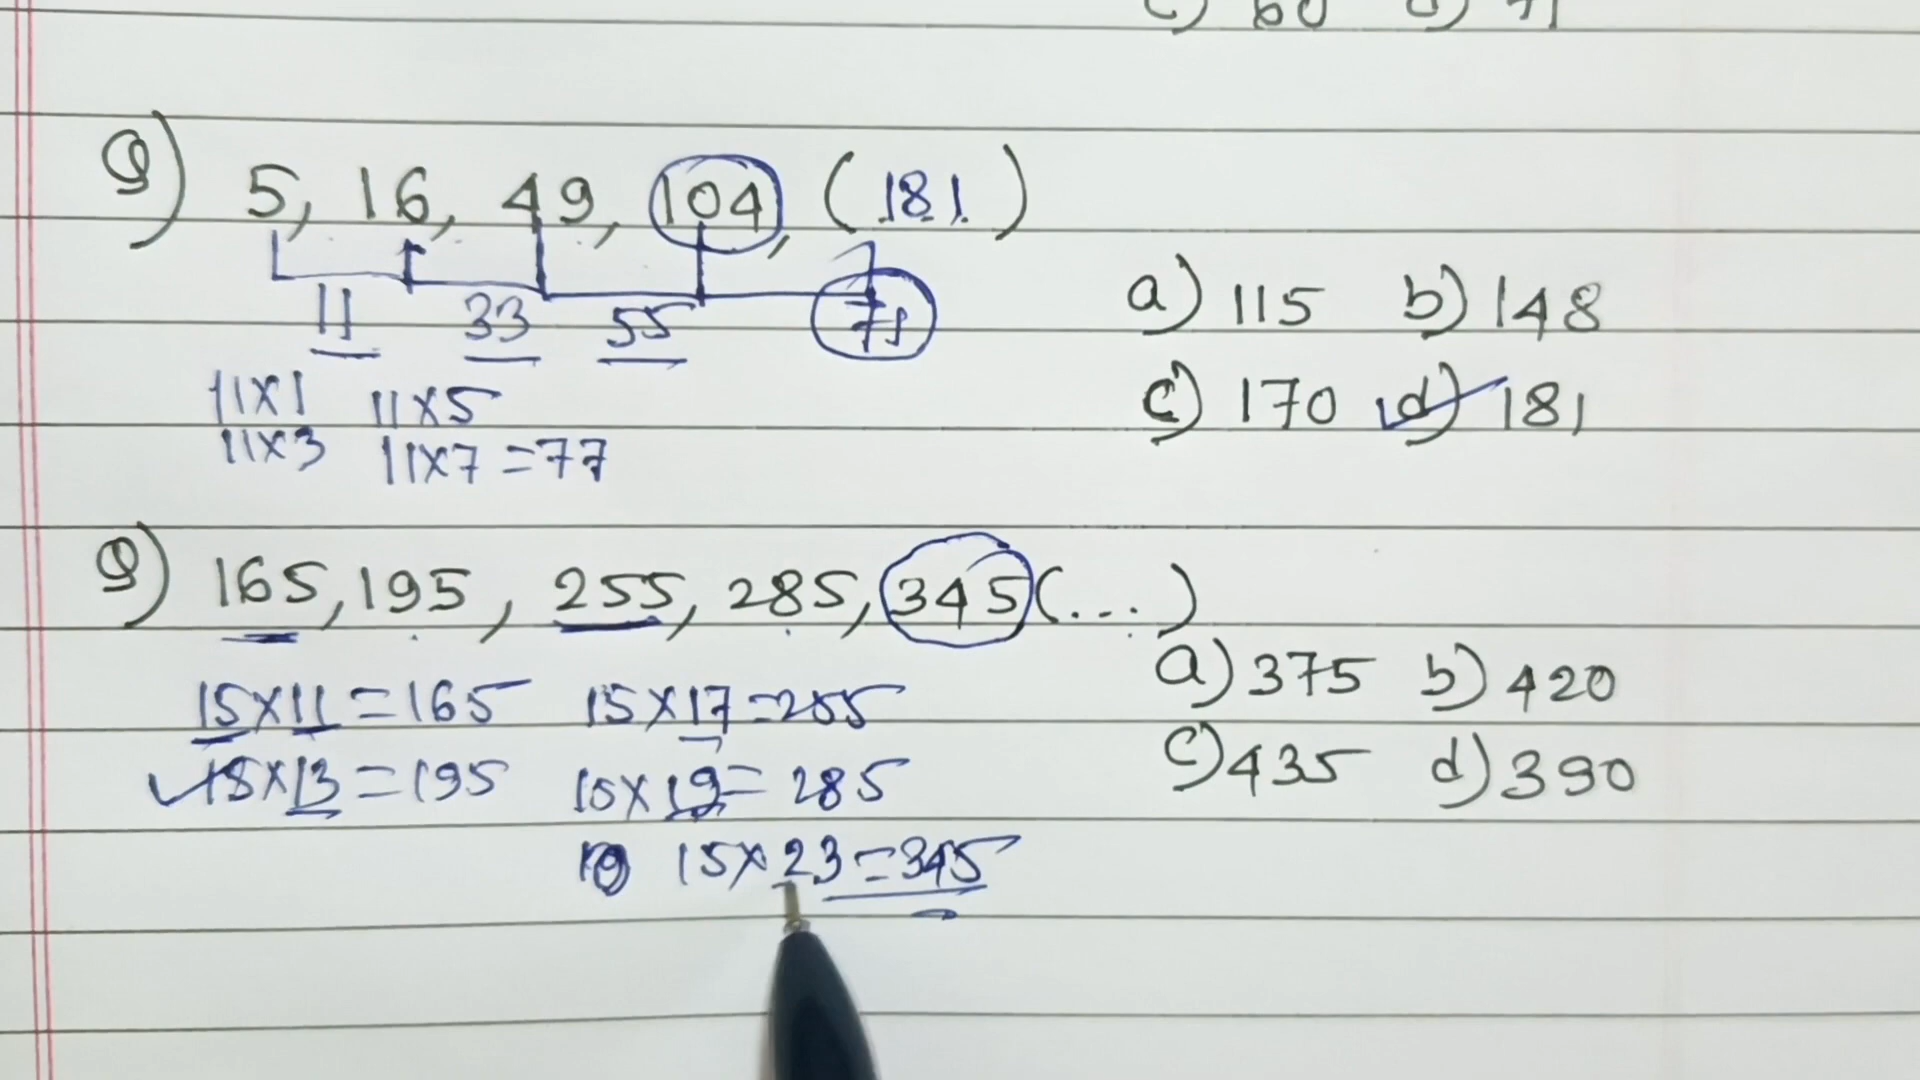 c) 60 d) 71
Q) 5, 16, 49, 104, (181)
11 33 55 77
a) 115 b) 148
c) 170 d) 181
11×1 11×5
11×3 11×7=77
Q) 165, 195, 255, 285, 345 (...)
a) 375 b) 420
c) 435 d) 390
15×11=165 15×17=255
15×13=195 15×19=285
15×23=345